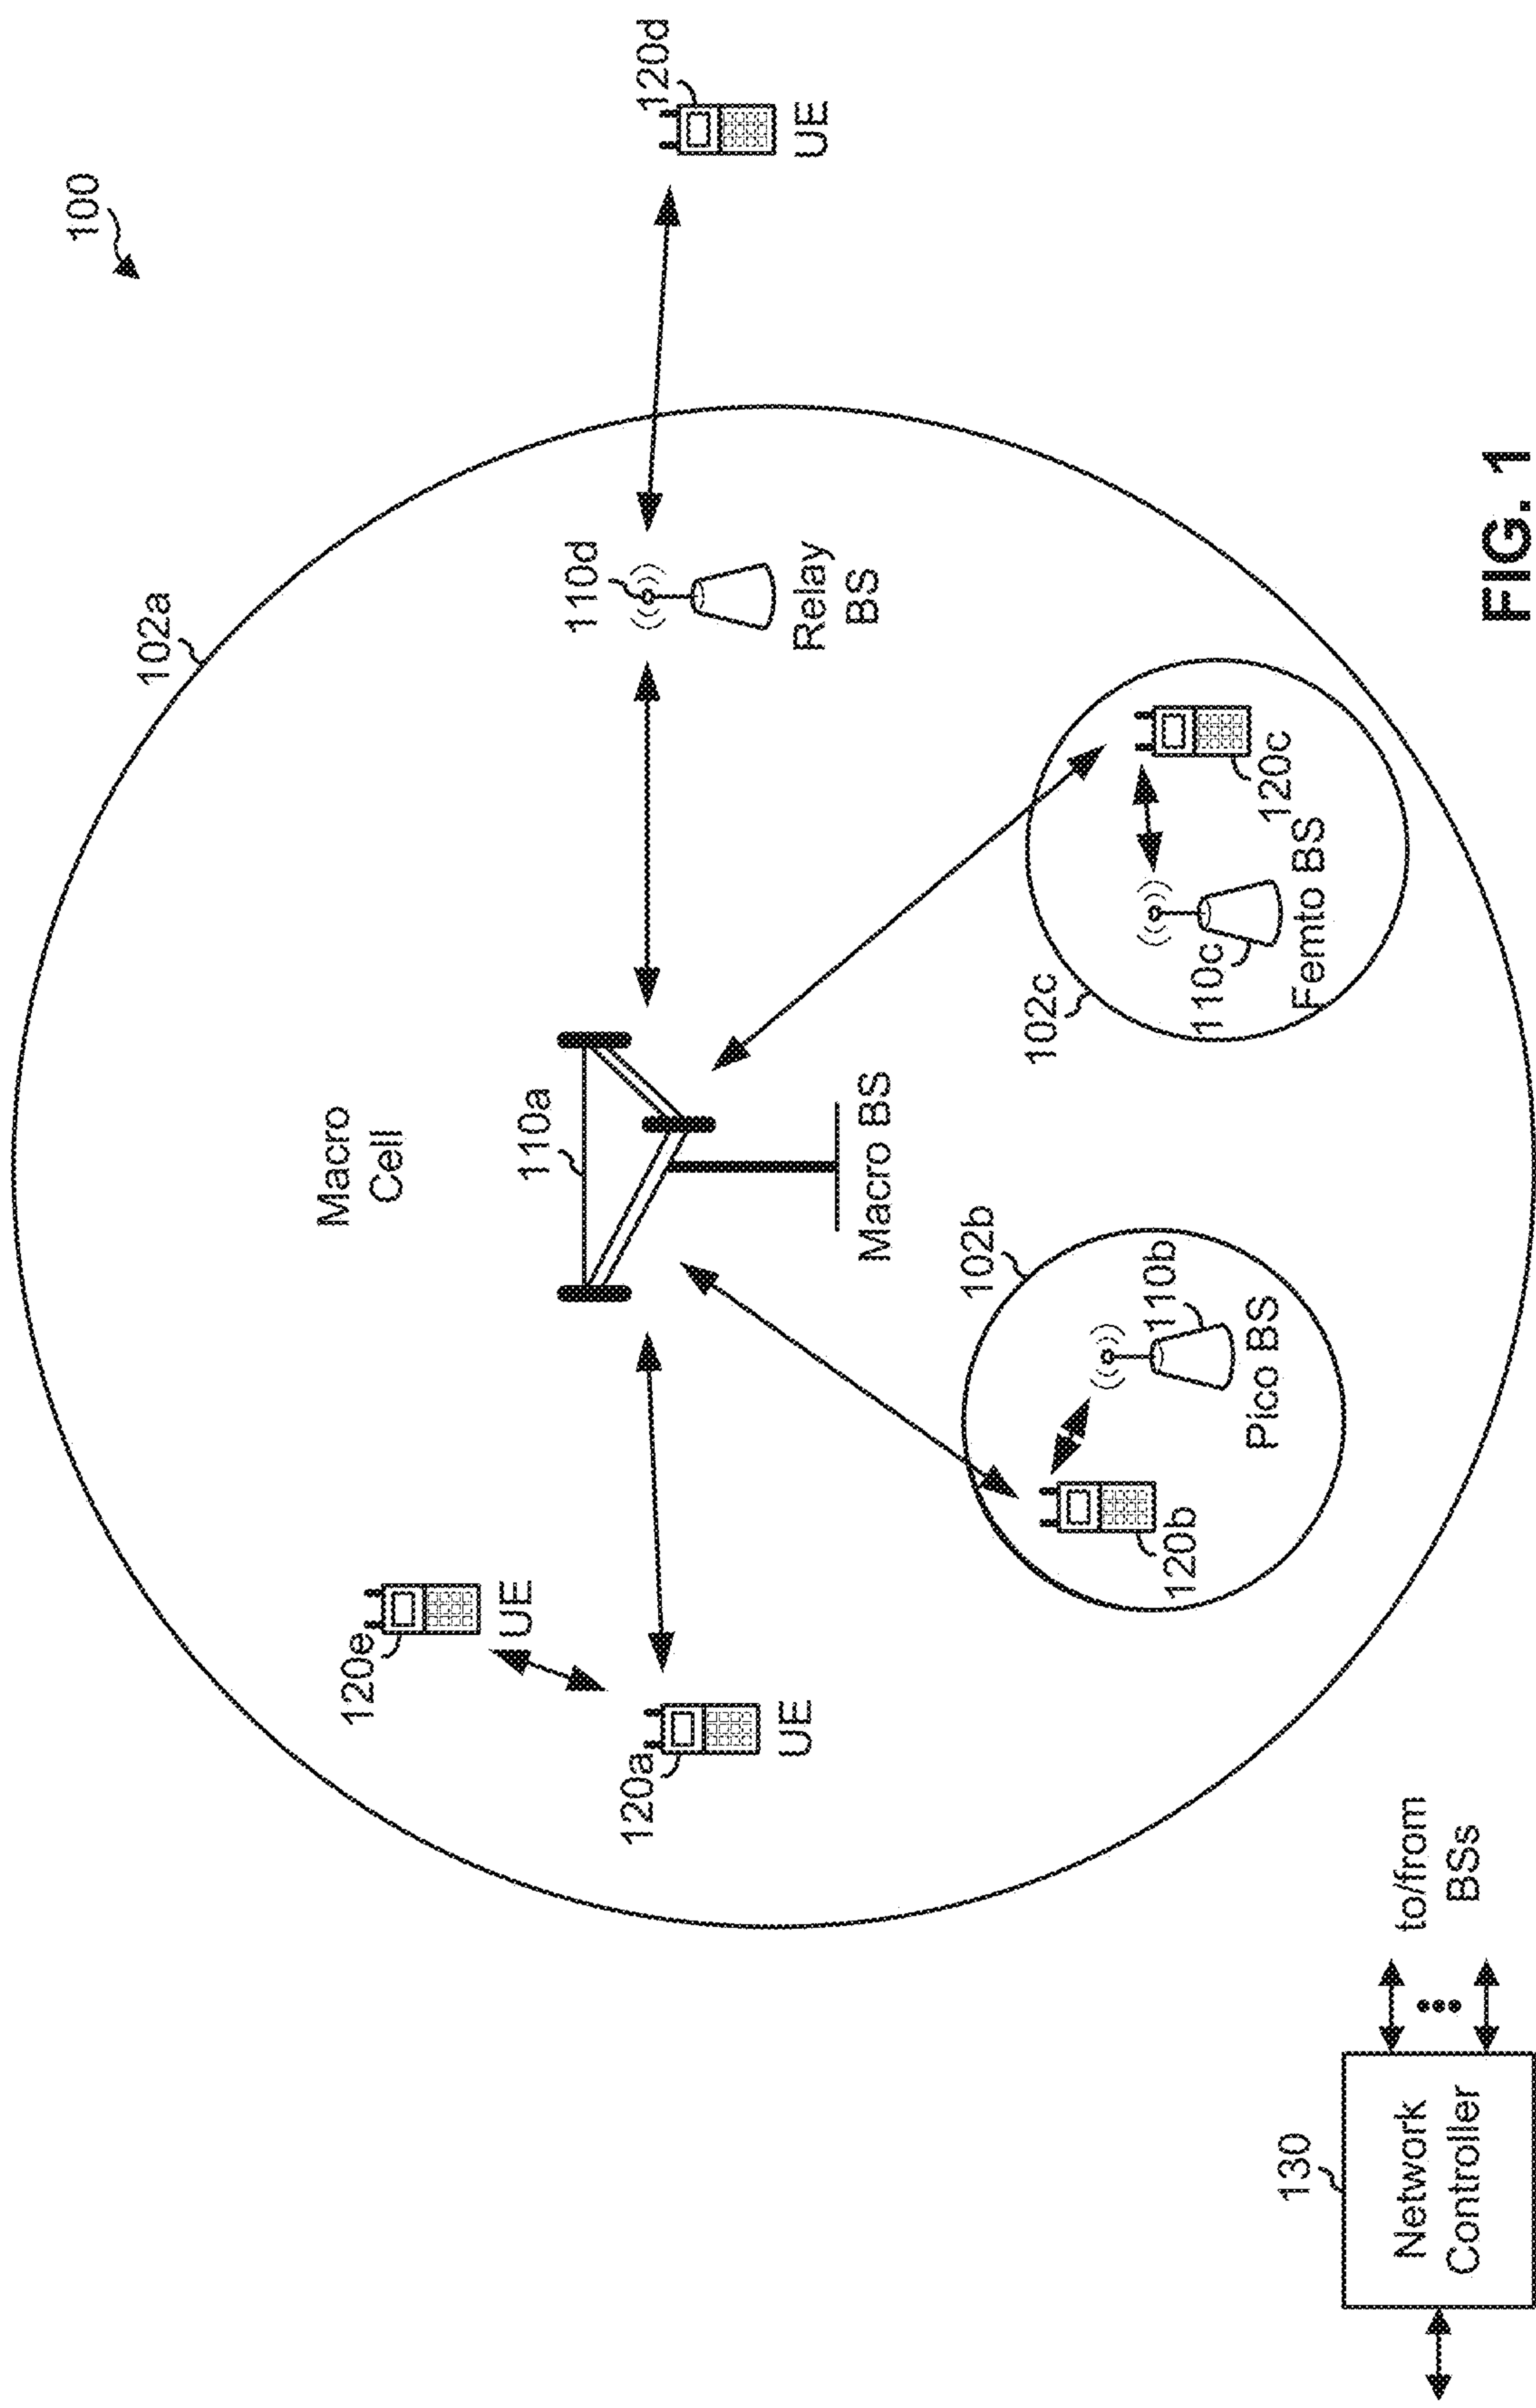 100
102a
Macro
Cell
110a
Macro BS
110d
Relay
BS
120d
UE
120e
UE
120a
UE
102b
110b
Pico BS
120b
102c
110c
Femto BS
120c
130
Network
Controller
to/from
BSs
FIG. 1